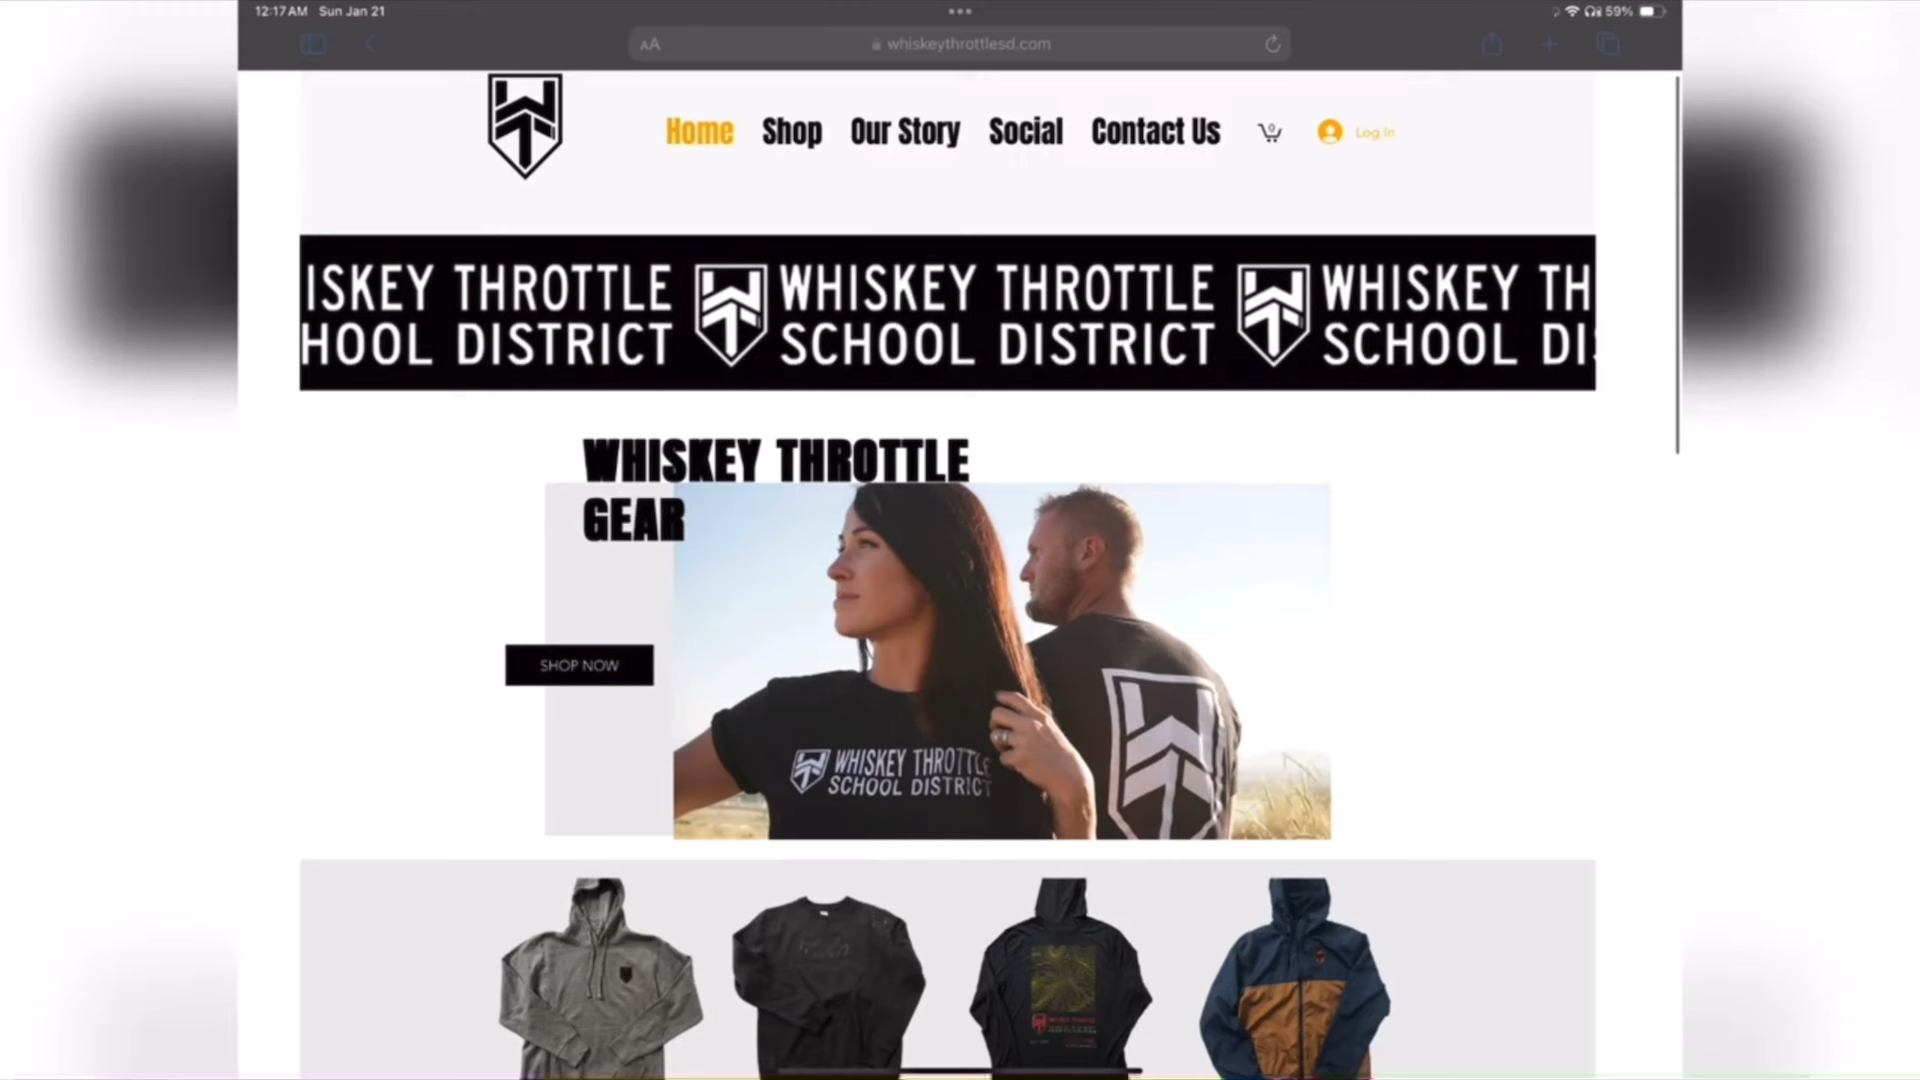 12:17 AM Sun Jan 21
59%
AA
whiskeythrottlesd.com
Home Shop Our Story Social Contact Us 0 Log In
ISKEY THROTTLE WHISKEY THROTTLE WHISKEY TH
HOOL DISTRICT SCHOOL DISTRICT SCHOOL DIS
WHISKEY THROTTLE
GEAR
SHOP NOW
WHISKEY THROTTLE
SCHOOL DISTRICT